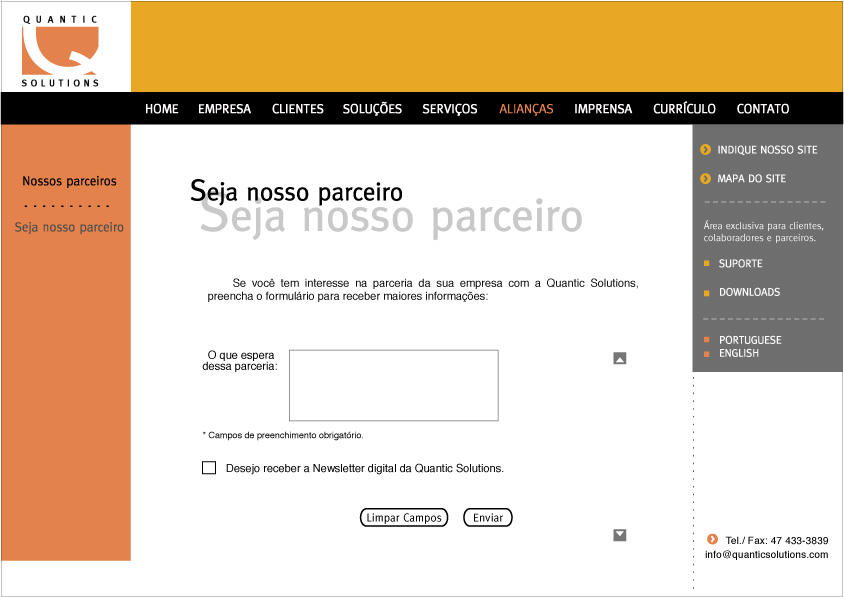 QUANTIC
SOLUTIONS
HOME EMPRESA CLIENTES SOLUÇÕES SERVIÇOS ALIANÇAS IMPRENSA CURRÍCULO CONTATO
Nossos parceiros
Seja nosso parceiro
Seja nosso parceiro
Seja nosso parceiro
Se você tem interesse na parceria da sua empresa com a Quantic Solutions,
preencha o formulário para receber maiores informações:
O que espera
dessa parceria:
* Campos de preenchimento obrigatório.
Desejo receber a Newsletter digital da Quantic Solutions.
Limpar Campos Enviar
INDIQUE NOSSO SITE
MAPA DO SITE
Área exclusiva para clientes,
colaboradores e parceiros.
SUPORTE
DOWNLOADS
PORTUGUESE
ENGLISH
Tel./ Fax: 47 433-3839
info@quanticsolutions.com